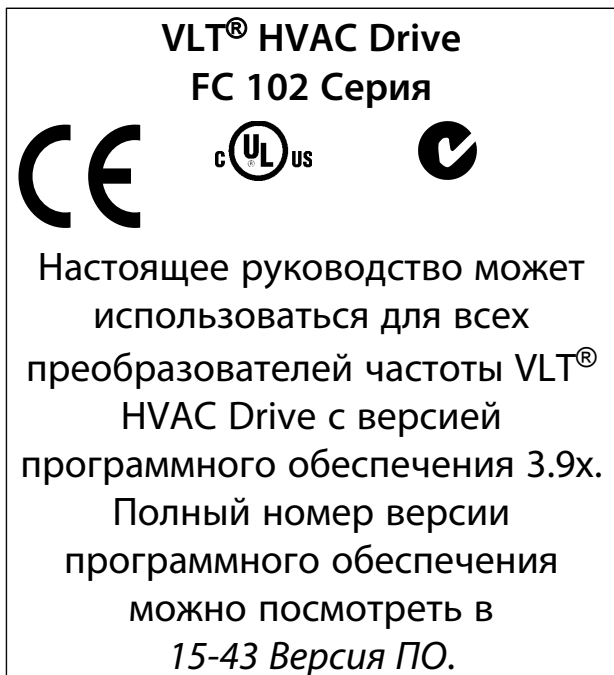 VLT® HVAC Drive
FC 102 Серия
CE C UL ® US
Настоящее руководство может
использоваться для всех
преобразователей частоты VLT®
HVAC Drive с версией
программного обеспечения 3.9x.
Полный номер версии
программного обеспечения
можно посмотреть в
15-43 Версия ПО.